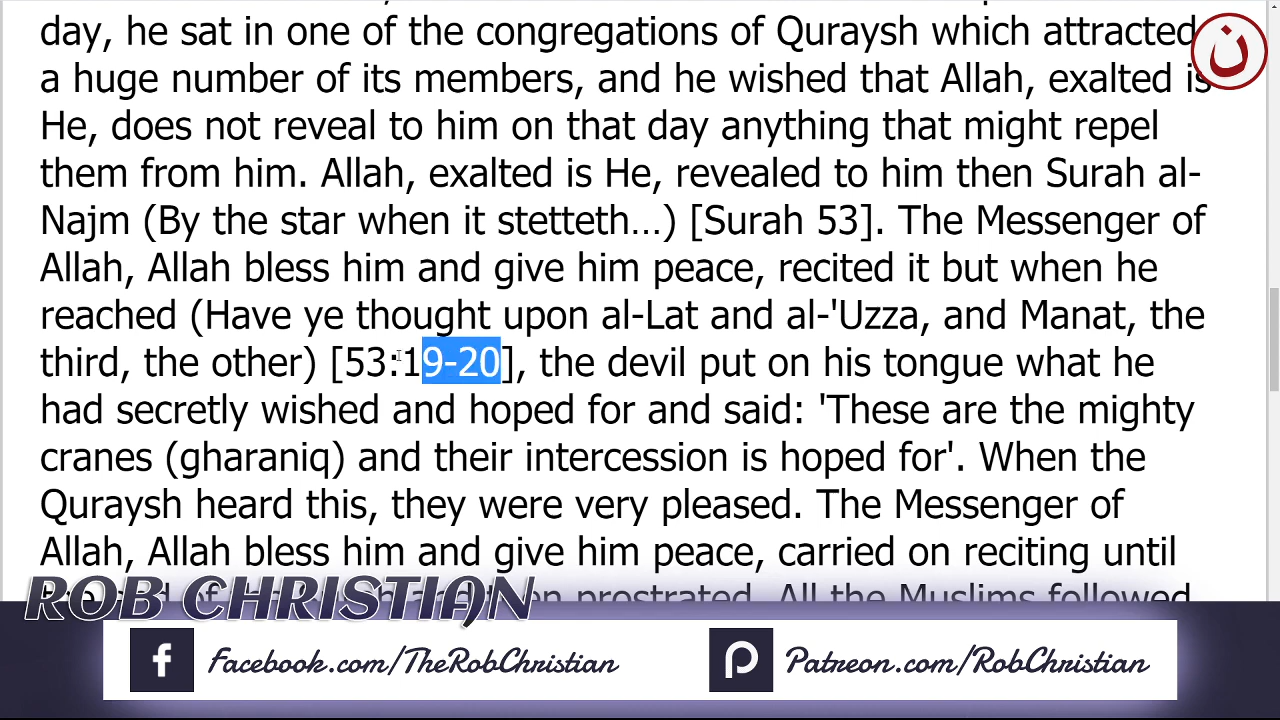 day, he sat in one of the congregations of Quraysh which attracted
a huge number of its members, and he wished that Allah, exalted is
He, does not reveal to him on that day anything that might repel
them from him. Allah, exalted is He, revealed to him then Surah al-
Najm (By the star when it stetteth...) [Surah 53]. The Messenger of
Allah, Allah bless him and give him peace, recited it but when he
reached (Have ye thought upon al-Lat and al-'Uzza, and Manat, the
third, the other) [53:19-20], the devil put on his tongue what he
had secretly wished and hoped for and said: 'These are the mighty
cranes (gharaniq) and their intercession is hoped for'. When the
Quraysh heard this, they were very pleased. The Messenger of
Allah, Allah bless him and give him peace, carried on reciting until
prostrated. All the Muslims followed
ن
ROB CHRISTIAN
f Facebook.com/TheRobChristian
Patreon.com/RobChristian